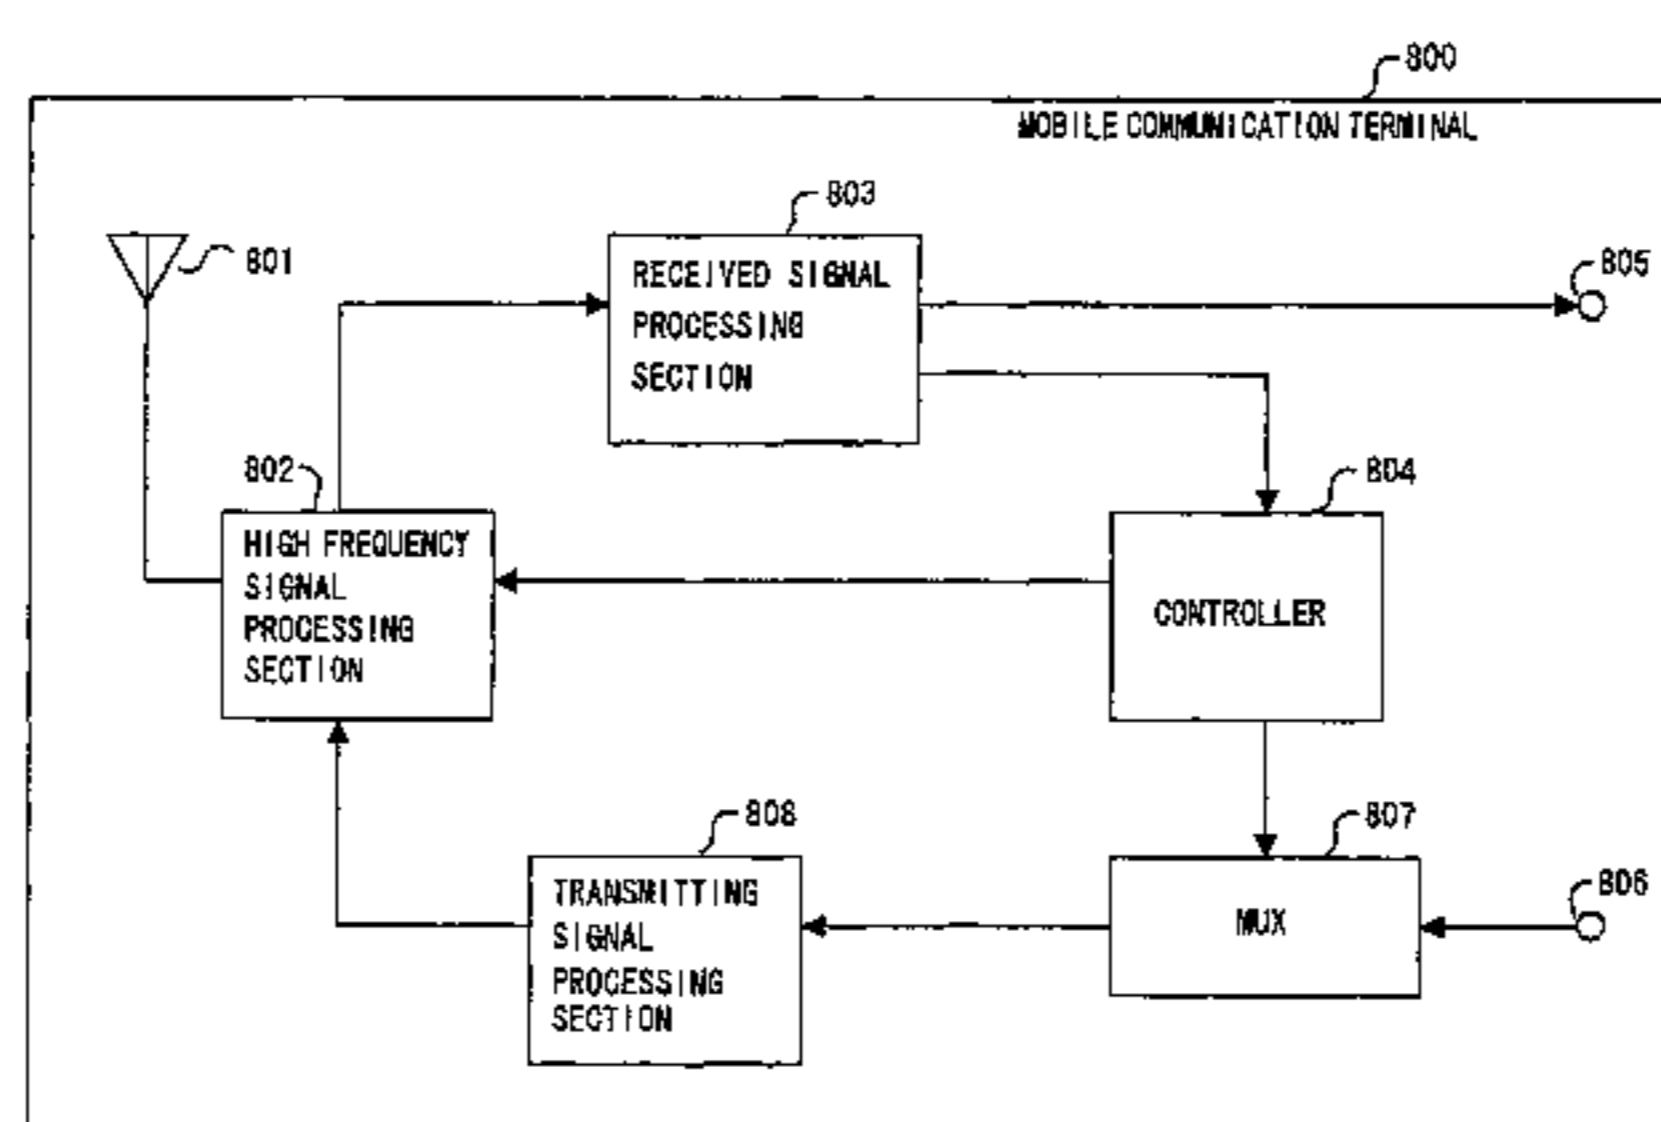 800
MOBILE COMMUNICATION TERMINAL
803
801
RECEIVED SIGNAL
PROCESSING
SECTION
805
802
804
HIGH FREQUENCY
SIGNAL
PROCESSING
SECTION
CONTROLLER
808
807
TRANSMITTING
SIGNAL
PROCESSING
SECTION
MUX
806